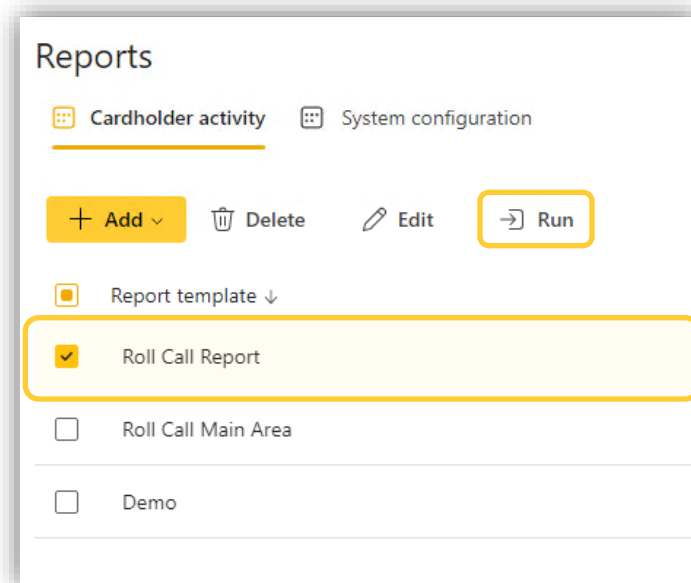 Reports
Cardholder activity System configuration
Add Delete Edit Run
Report template ↓
Roll Call Report
Roll Call Main Area
Demo